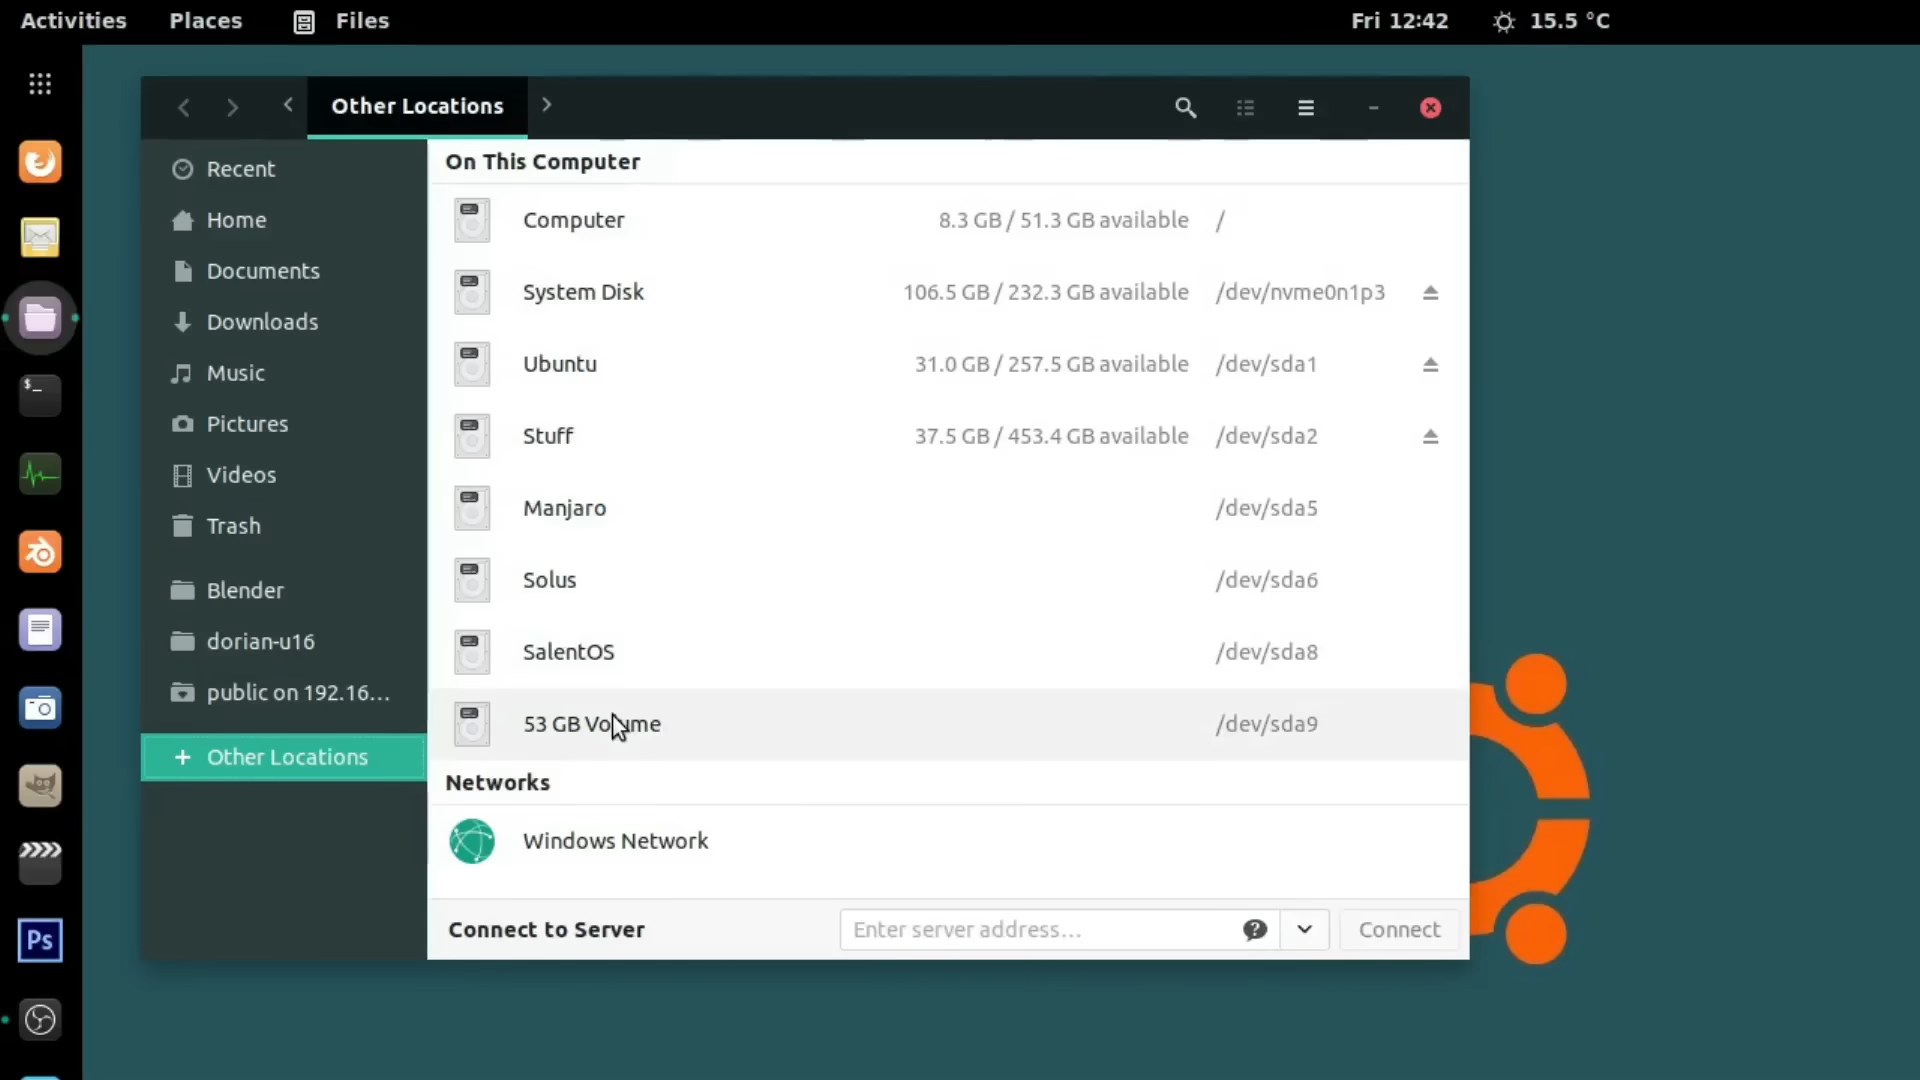 Activities Places Files Fri 12:42 15.5 °C
Other Locations
Recent
Home
Documents
Downloads
Music
Pictures
Videos
Trash
Blender
dorian-u16
public on 192.16...
Other Locations
On This Computer
Computer 8.3 GB / 51.3 GB available /
System Disk 106.5 GB / 232.3 GB available /dev/nvme0n1p3
Ubuntu 31.0 GB / 257.5 GB available /dev/sda1
Stuff 37.5 GB / 453.4 GB available /dev/sda2
Manjaro /dev/sda5
Solus /dev/sda6
SalentOS /dev/sda8
53 GB Volume /dev/sda9
Networks
Windows Network
Connect to Server Enter server address... Connect
$_
Ps